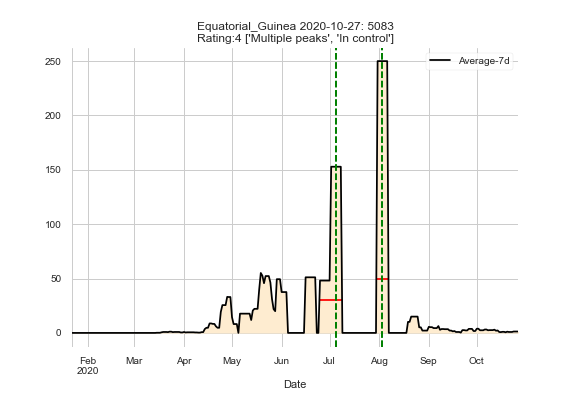 Equatorial_Guinea 2020-10-27: 5083
Rating:4 ['Multiple peaks', 'In control']
Average-7d
250
200
150
100
50
0
Feb Mar Apr May Jun Jul Aug Sep Oct
2020
Date